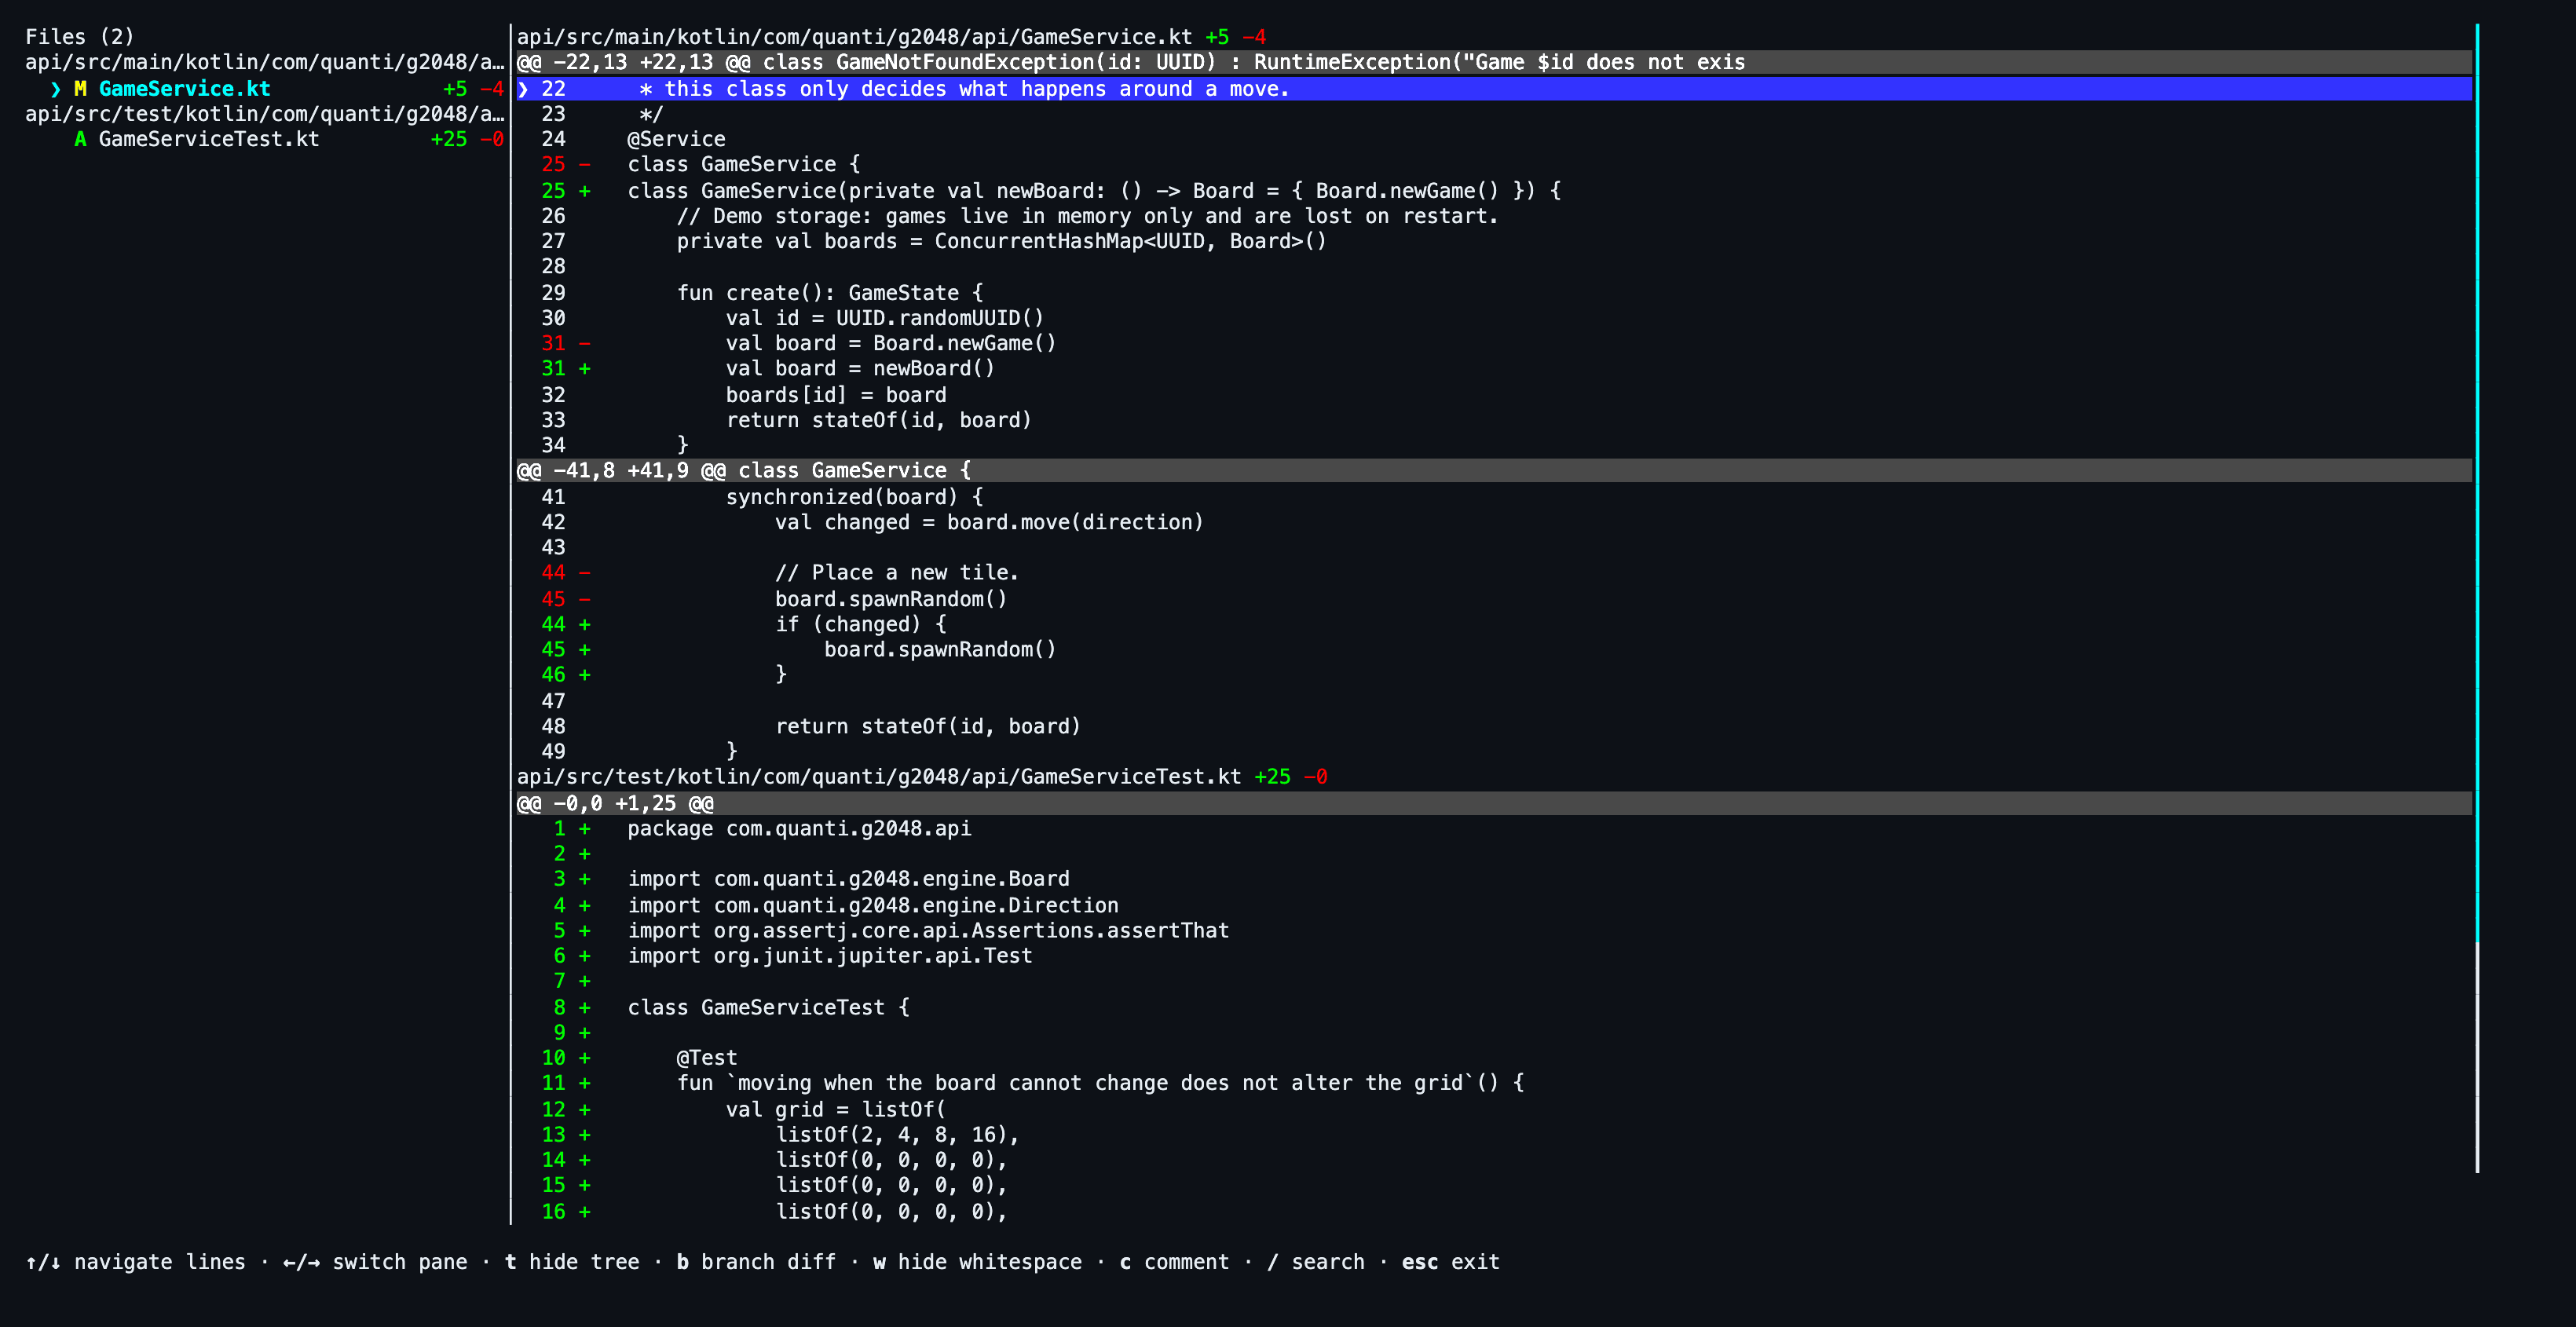 Files (2)
api/src/main/kotlin/com/quanti/g2048/a…
❯ M GameService.kt +5 -4
api/src/test/kotlin/com/quanti/g2048/a…
A GameServiceTest.kt +25 -0
api/src/main/kotlin/com/quanti/g2048/api/GameService.kt +5 -4
@@ -22,13 +22,13 @@ class GameNotFoundException(id: UUID) : RuntimeException("Game $id does not exis
❯ 22      * this class only decides what happens around a move.
  23      */
  24     @Service
  25 -   class GameService {
  25 +   class GameService(private val newBoard: () -> Board = { Board.newGame() }) {
  26         // Demo storage: games live in memory only and are lost on restart.
  27         private val boards = ConcurrentHashMap<UUID, Board>()
  28
  29         fun create(): GameState {
  30             val id = UUID.randomUUID()
  31 -           val board = Board.newGame()
  31 +           val board = newBoard()
  32             boards[id] = board
  33             return stateOf(id, board)
  34         }
@@ -41,8 +41,9 @@ class GameService {
  41             synchronized(board) {
  42                 val changed = board.move(direction)
  43
  44 -               // Place a new tile.
  45 -               board.spawnRandom()
  44 +               if (changed) {
  45 +                   board.spawnRandom()
  46 +               }
  47
  48                 return stateOf(id, board)
  49             }
api/src/test/kotlin/com/quanti/g2048/api/GameServiceTest.kt +25 -0
@@ -0,0 +1,25 @@
   1 +   package com.quanti.g2048.api
   2 +
   3 +   import com.quanti.g2048.engine.Board
   4 +   import com.quanti.g2048.engine.Direction
   5 +   import org.assertj.core.api.Assertions.assertThat
   6 +   import org.junit.jupiter.api.Test
   7 +
   8 +   class GameServiceTest {
   9 +
  10 +       @Test
  11 +       fun `moving when the board cannot change does not alter the grid`() {
  12 +           val grid = listOf(
  13 +               listOf(2, 4, 8, 16),
  14 +               listOf(0, 0, 0, 0),
  15 +               listOf(0, 0, 0, 0),
  16 +               listOf(0, 0, 0, 0),
↑/↓ navigate lines · ←/→ switch pane · t hide tree · b branch diff · w hide whitespace · c comment · / search · esc exit